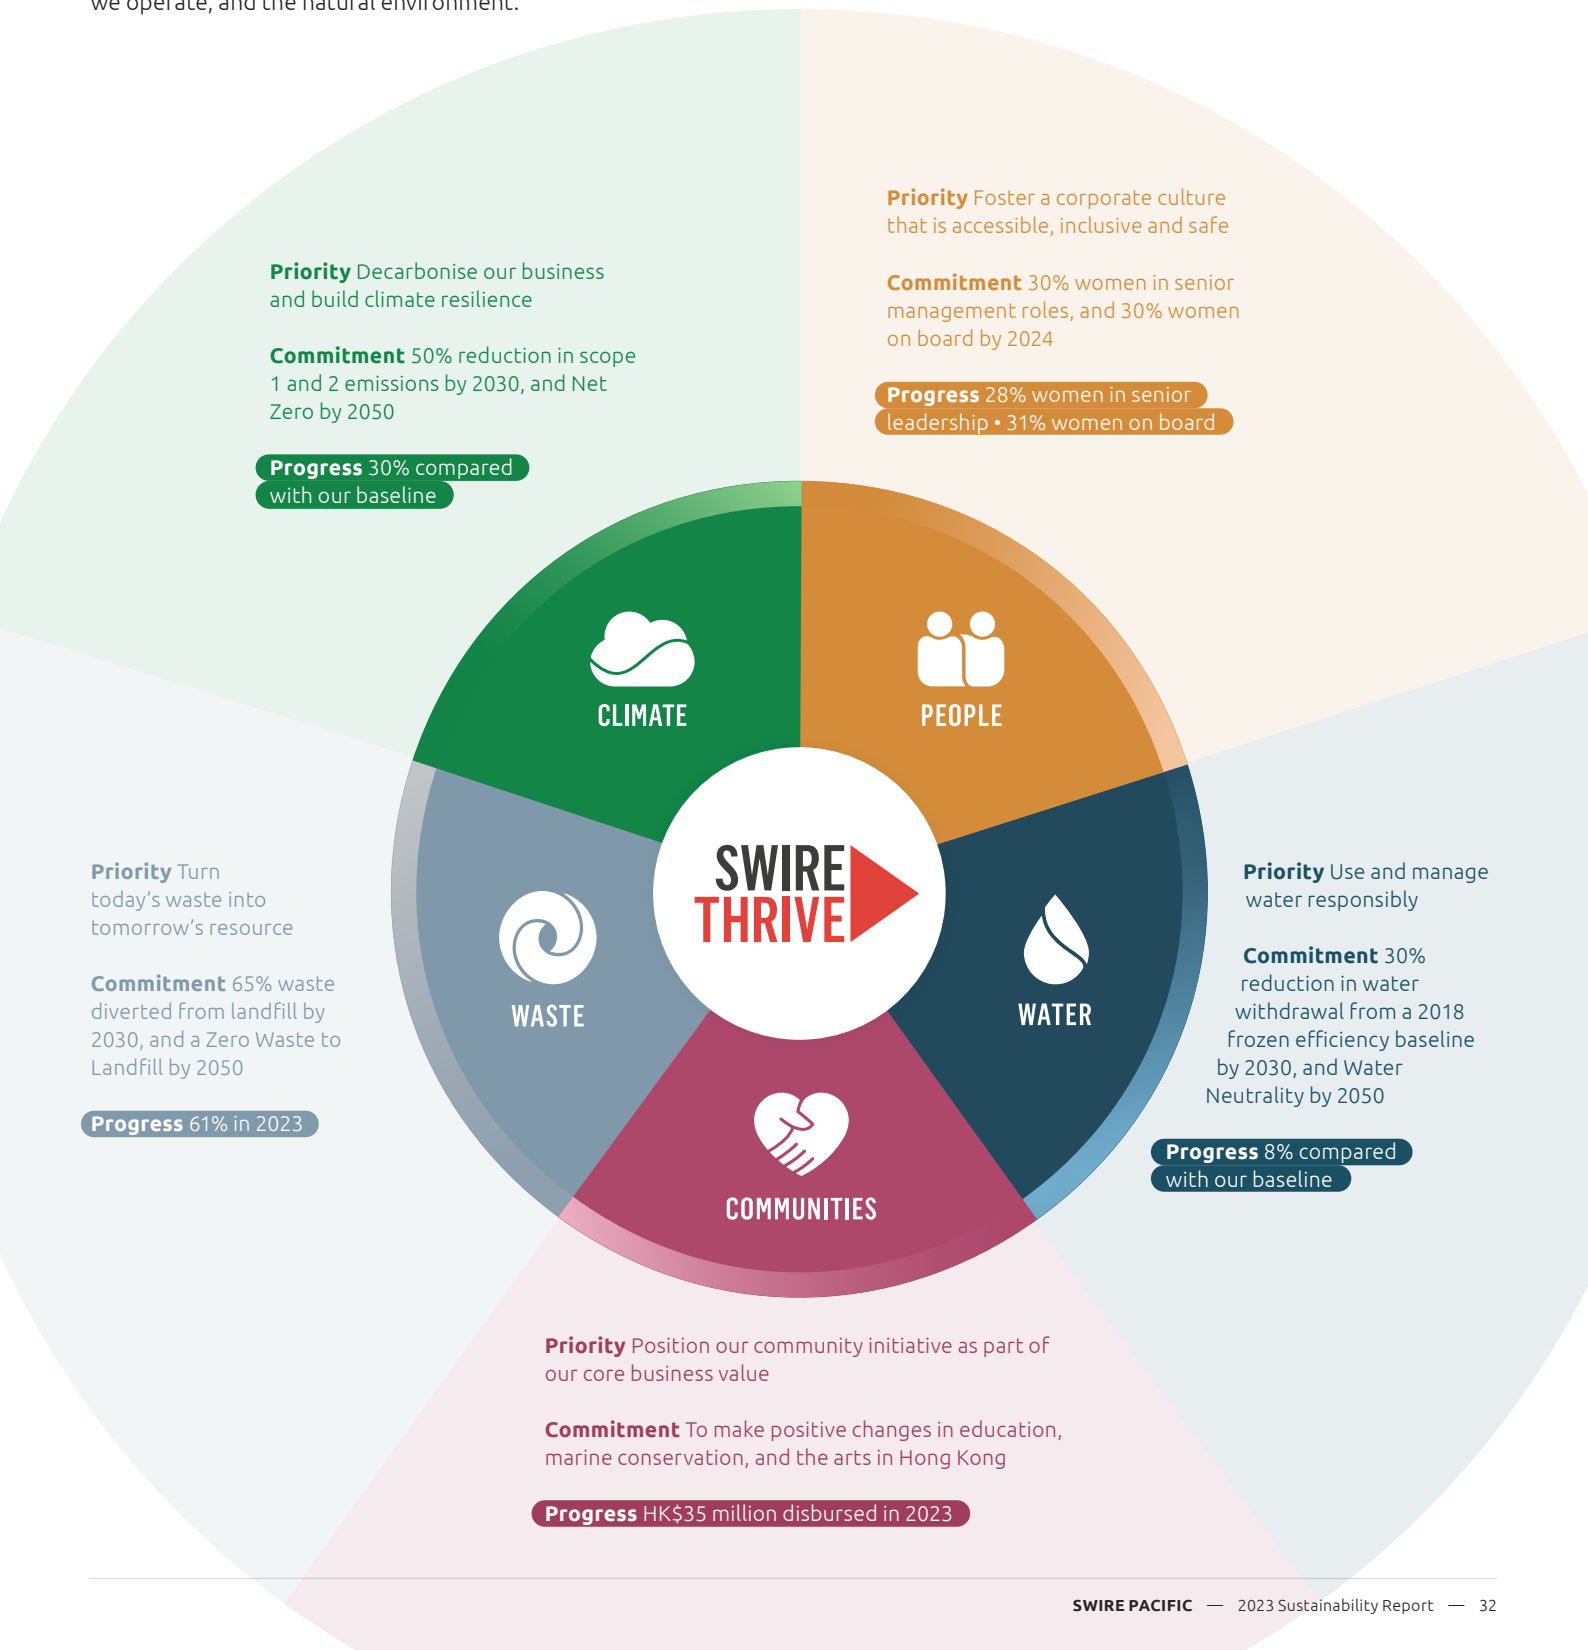 we operate, and the natural environment.
Priority Decarbonise our business
and build climate resilience
Commitment 50% reduction in scope
1 and 2 emissions by 2030, and Net
Zero by 2050
Progress 30% compared
with our baseline
Priority Foster a corporate culture
that is accessible, inclusive and safe
Commitment 30% women in senior
management roles, and 30% women
on board by 2024
Progress 28% women in senior
leadership • 31% women on board
CLIMATE
PEOPLE
SWIRE
THRIVE
WASTE
WATER
COMMUNITIES
Priority Turn
today’s waste into
tomorrow’s resource
Commitment 65% waste
diverted from landfill by
2030, and a Zero Waste to
Landfill by 2050
Progress 61% in 2023
Priority Use and manage
water responsibly
Commitment 30%
reduction in water
withdrawal from a 2018
frozen efficiency baseline
by 2030, and Water
Neutrality by 2050
Progress 8% compared
with our baseline
Priority Position our community initiative as part of
our core business value
Commitment To make positive changes in education,
marine conservation, and the arts in Hong Kong
Progress HK$35 million disbursed in 2023
SWIRE PACIFIC — 2023 Sustainability Report — 32